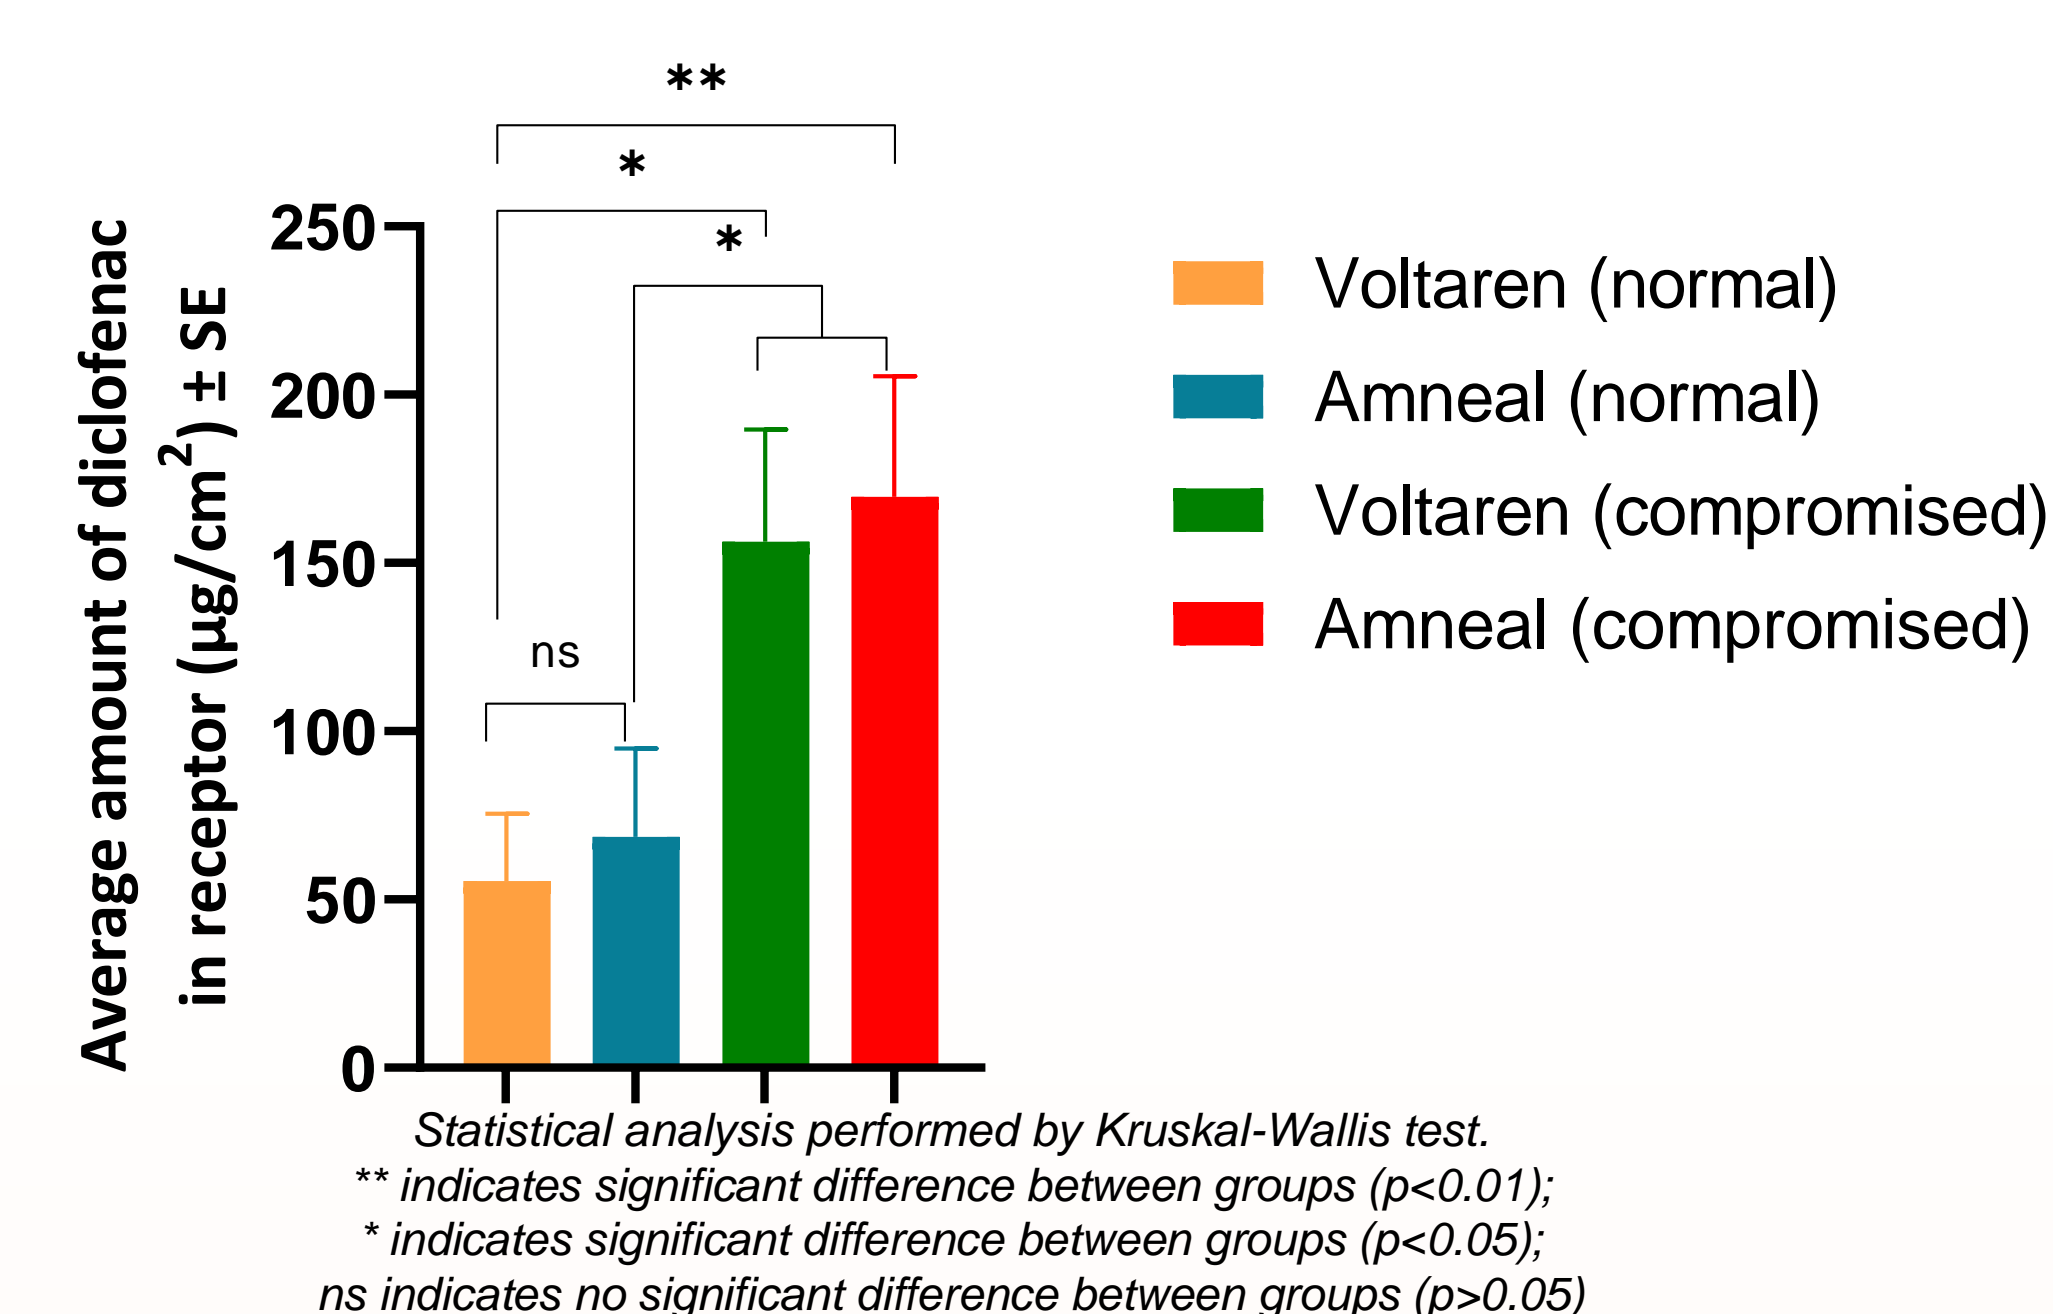 **
*
*
ns
250
200
150
100
50
0
Average amount of diclofenac
in receptor (µg/cm²) ± SE
Voltaren (normal)
Amneal (normal)
Voltaren (compromised)
Amneal (compromised)
Statistical analysis performed by Kruskal-Wallis test.
** indicates significant difference between groups (p<0.01);
* indicates significant difference between groups (p<0.05);
ns indicates no significant difference between groups (p>0.05)